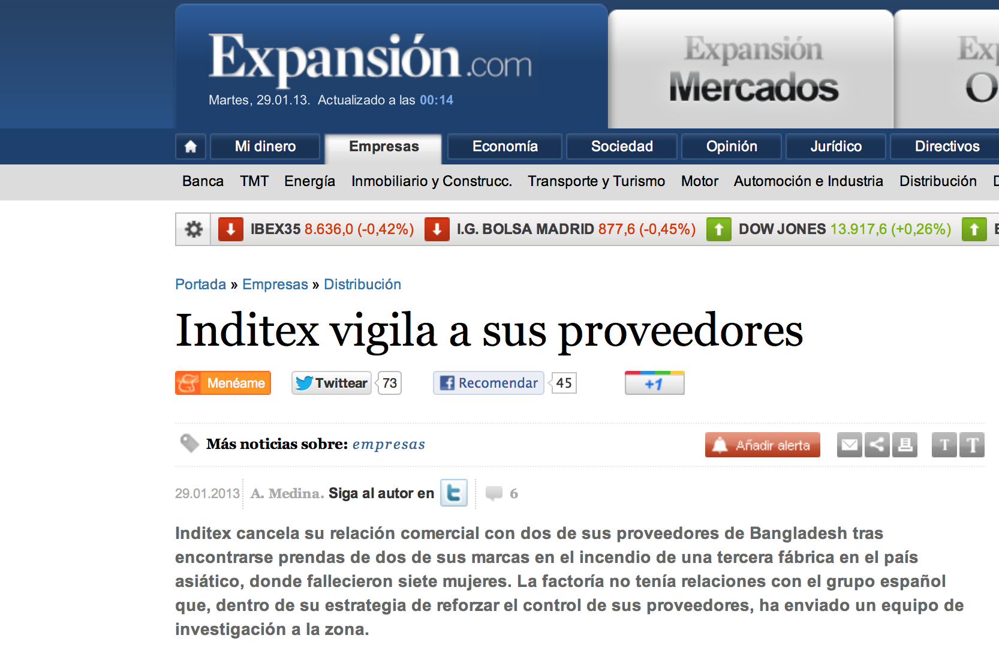 Expansión.com
Martes, 29.01.13. Actualizado a las 00:14
Expansión
Mercados
Mi dinero Empresas Economía Sociedad Opinión Jurídico Directivos
Banca TMT Energía Inmobiliario y Construcc. Transporte y Turismo Motor Automoción e Industria Distribución
IBEX35 8.636,0 (-0,42%) I.G. BOLSA MADRID 877,6 (-0,45%) DOW JONES 13.917,6 (+0,26%)
Portada » Empresas » Distribución
Inditex vigila a sus proveedores
Menéame Twittear 73 Recomendar 45 +1
Más noticias sobre: empresas Añadir alerta T T
29.01.2013 A. Medina. Siga al autor en t 6
Inditex cancela su relación comercial con dos de sus proveedores de Bangladesh tras
encontrarse prendas de dos de sus marcas en el incendio de una tercera fábrica en el país
asiático, donde fallecieron siete mujeres. La factoría no tenía relaciones con el grupo español
que, dentro de su estrategia de reforzar el control de sus proveedores, ha enviado un equipo de
investigación a la zona.